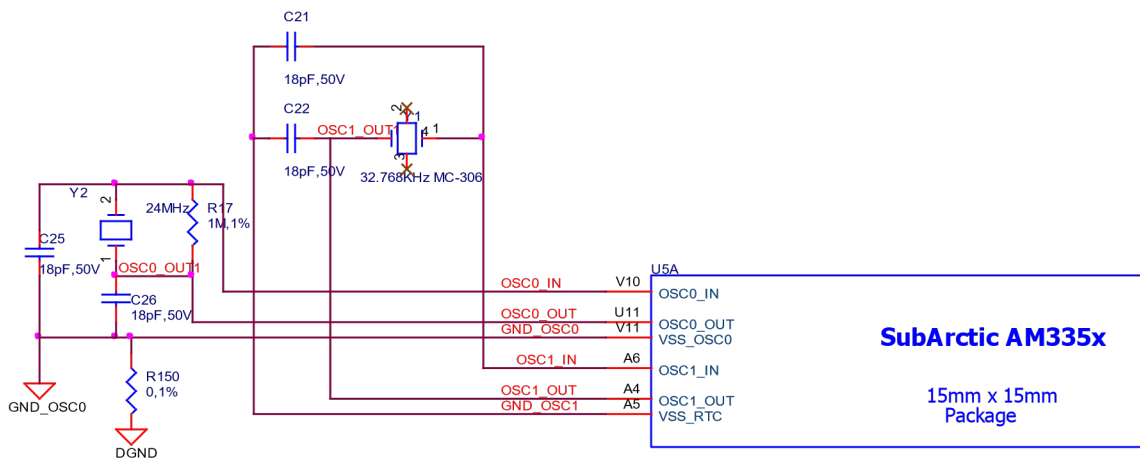 C21
18pF,50V
C22
OSC1_OUT1
2
1
4
1
3
18pF,50V
32.768KHz MC-306
Y2
2
24MHz
R17
1M,1%
C25
18pF,50V
1
OSC0_OUT1
C26
18pF,50V
R150
0,1%
GND_OSC0
DGND
U5A
OSC0_IN
V10
OSC0_IN
OSC0_OUT
U11
OSC0_OUT
GND_OSC0
V11
VSS_OSC0
OSC1_IN
A6
OSC1_IN
OSC1_OUT
A4
OSC1_OUT
GND_OSC1
A5
VSS_RTC
SubArctic AM335x
15mm x 15mm
Package